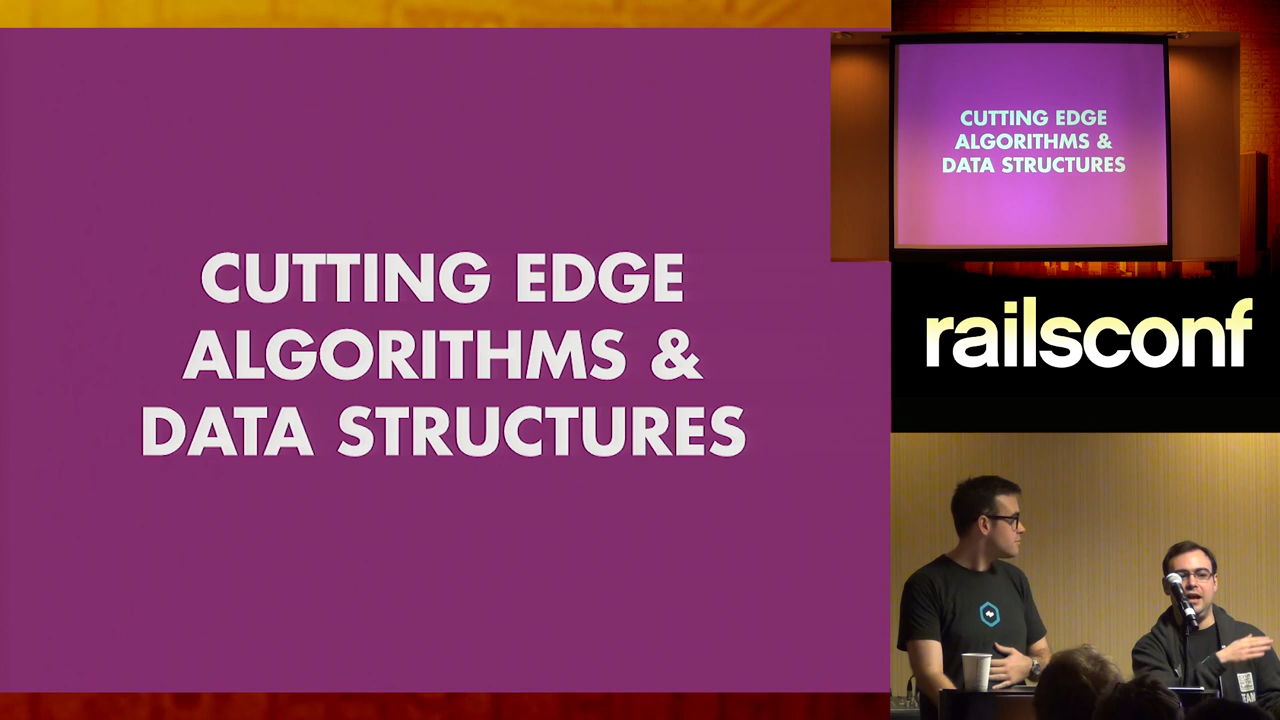 CUTTING EDGE
ALGORITHMS &
DATA STRUCTURES
CUTTING EDGE
ALGORITHMS &
DATA STRUCTURES
railsconf